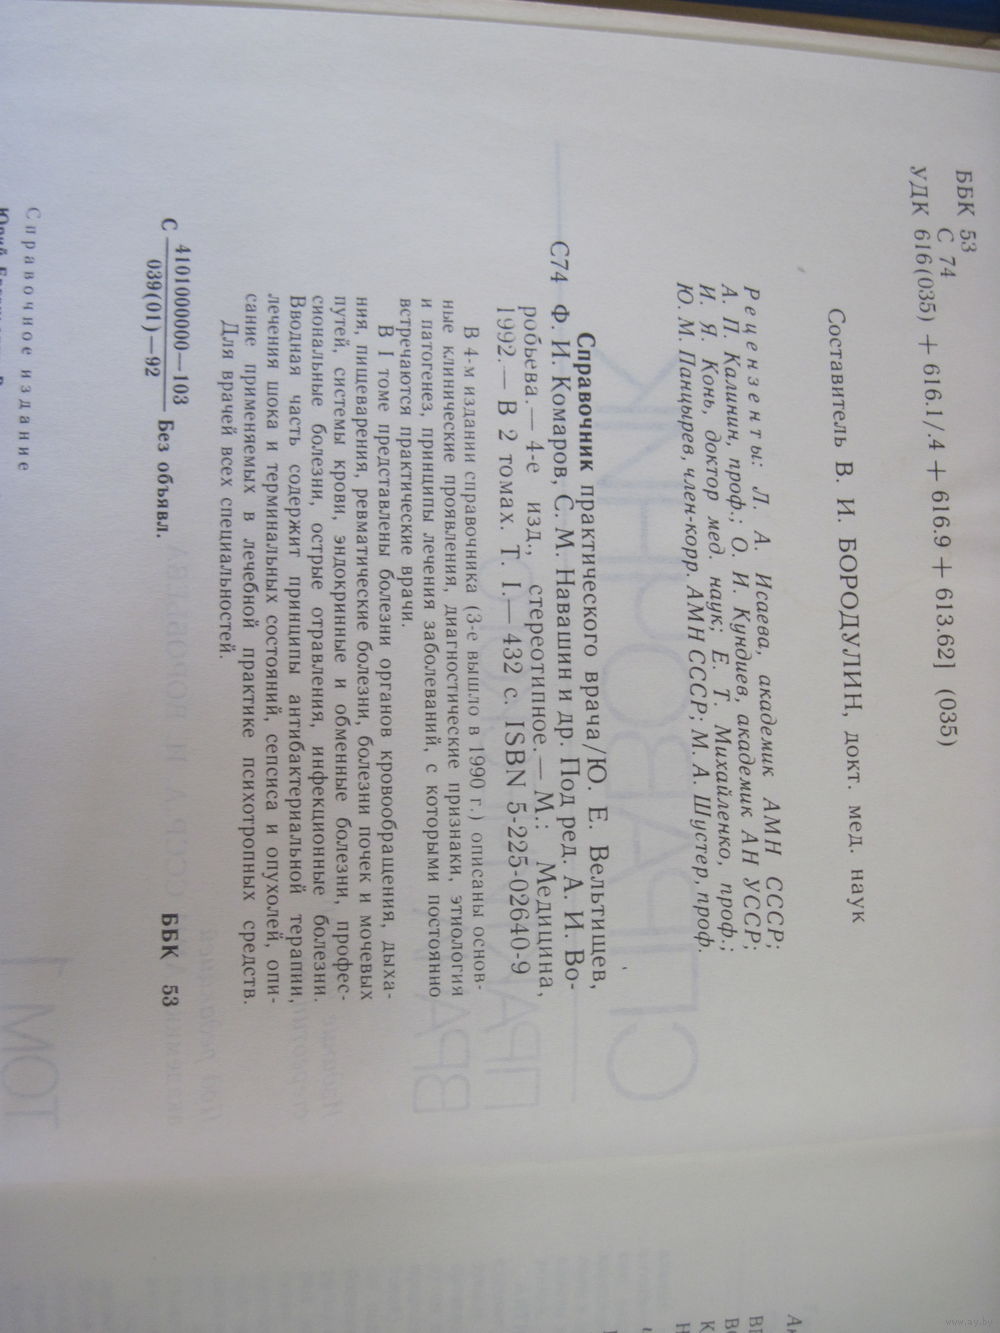 ББК 53
С 74
УДК 616(035) + 616.1/.4 + 616.9 + 613.62] (035)
Составитель В. И. БОРОДУЛИН, докт. мед. наук
Рецензенты: Л. А. Исаева, академик АМН СССР;
А. П. Калинин, проф.; О. И. Кундиев, академик АН УССР;
И. Я. Конь, доктор мед. наук; Е. Т. Михайленко, проф.;
Ю. М. Панцырев, член-корр. АМН СССР; М. А. Шустер, проф.
Справочник практического врача/Ю. Е. Вельтищев,
С74 Ф. И. Комаров, С. М. Навашин и др. Под ред. А. И. Во-
робьева.— 4-е изд., стереотипное.— М.: Медицина,
1992.— В 2 томах. Т. I.— 432 с. ISBN 5-225-02640-9
В 4-м издании справочника (3-е вышло в 1990 г.) описаны основ-
ные клинические проявления, диагностические признаки, этиология
и патогенез, принципы лечения заболеваний, с которыми постоянно
встречаются практические врачи.
В I томе представлены болезни органов кровообращения, дыха-
ния, пищеварения, ревматические болезни, болезни почек и мочевых
путей, системы крови, эндокринные и обменные болезни, профес-
сиональные болезни, острые отравления, инфекционные болезни.
Вводная часть содержит принципы антибактериальной терапии,
лечения шока и терминальных состояний, сепсиса и опухолей, опи-
сание применяемых в лечебной практике психотропных средств.
Для врачей всех специальностей.
С 4101000000—103
039(01)—92 Без объявл.
ББК 53
Справочное издание
www.ay.by